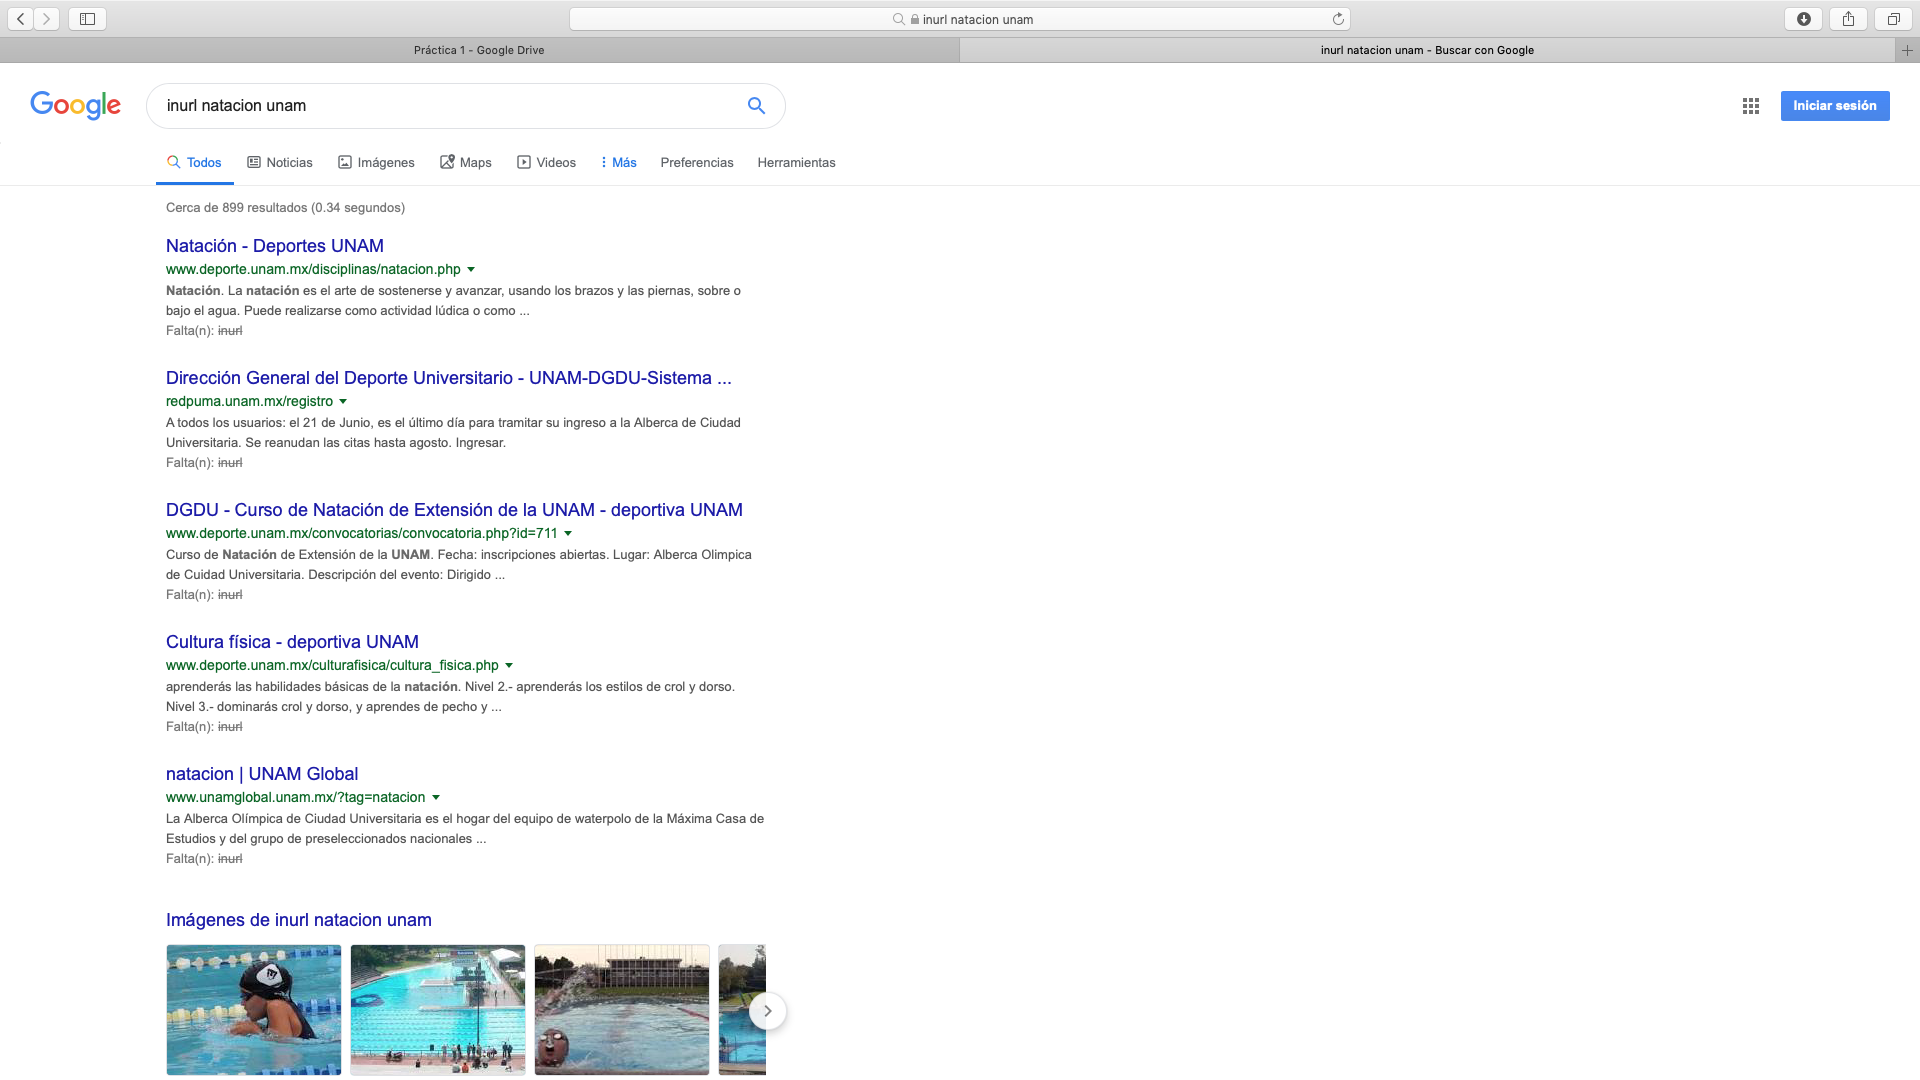 inurl natacion unam
Práctica 1 - Google Drive
inurl natacion unam - Buscar con Google
Google
inurl natacion unam
Iniciar sesión
Todos
Noticias
Imágenes
Maps
Videos
Más
Preferencias
Herramientas
Cerca de 899 resultados (0.34 segundos)
Natación - Deportes UNAM
www.deporte.unam.mx/disciplinas/natacion.php
Natación. La natación es el arte de sostenerse y avanzar, usando los brazos y las piernas, sobre o
bajo el agua. Puede realizarse como actividad lúdica o como ...
Falta(n): inurl
Dirección General del Deporte Universitario - UNAM-DGDU-Sistema ...
redpuma.unam.mx/registro
A todos los usuarios: el 21 de Junio, es el último día para tramitar su ingreso a la Alberca de Ciudad
Universitaria. Se reanudan las citas hasta agosto. Ingresar.
Falta(n): inurl
DGDU - Curso de Natación de Extensión de la UNAM - deportiva UNAM
www.deporte.unam.mx/convocatorias/convocatoria.php?id=711
Curso de Natación de Extensión de la UNAM. Fecha: inscripciones abiertas. Lugar: Alberca Olimpica
de Cuidad Universitaria. Descripción del evento: Dirigido ...
Falta(n): inurl
Cultura física - deportiva UNAM
www.deporte.unam.mx/culturafisica/cultura_fisica.php
aprenderás las habilidades básicas de la natación. Nivel 2.- aprenderás los estilos de crol y dorso.
Nivel 3.- dominarás crol y dorso, y aprendes de pecho y ...
Falta(n): inurl
natacion | UNAM Global
www.unamglobal.unam.mx/?tag=natacion
La Alberca Olímpica de Ciudad Universitaria es el hogar del equipo de waterpolo de la Máxima Casa de
Estudios y del grupo de preseleccionados nacionales ...
Falta(n): inurl
Imágenes de inurl natacion unam